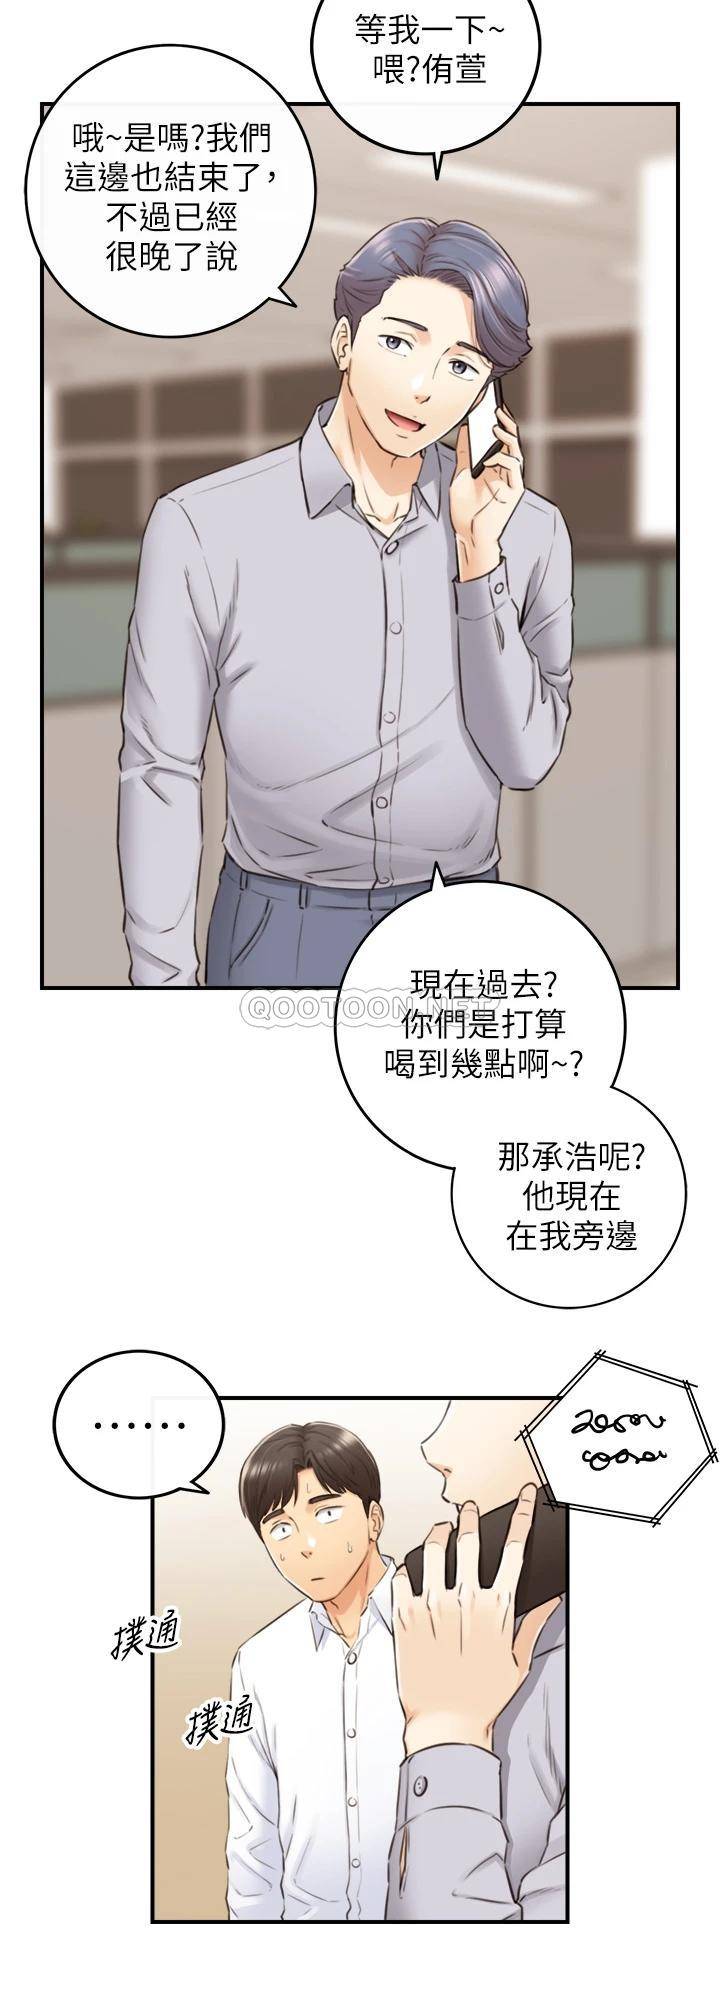 等我一下~
喂?侑萱
哦~是嗎?我們
這邊也結束了，
不過已經
很晚了說
現在過去?
QOOTOON.NET
你們是打算
喝到幾點啊~?
那承浩呢?
他現在
在我旁邊
......
撲通
撲通